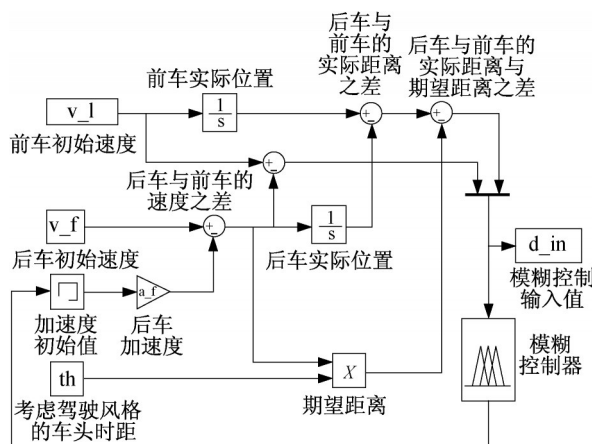 后车与
前车的
实际距离
之差
后车与前车的
实际距离与
期望距离之差
前车实际位置
v_l
1
s
+
-
+
-
前车初始速度
+
-
后车与前车的
速度之差
v_f
+
-
1
s
d_in
后车初始速度
后车实际位置
模糊控制
输入值
a_f
加速度
初始值
后车
加速度
模糊
控制器
th
X
考虑驾驶风格
的车头时距
期望距离